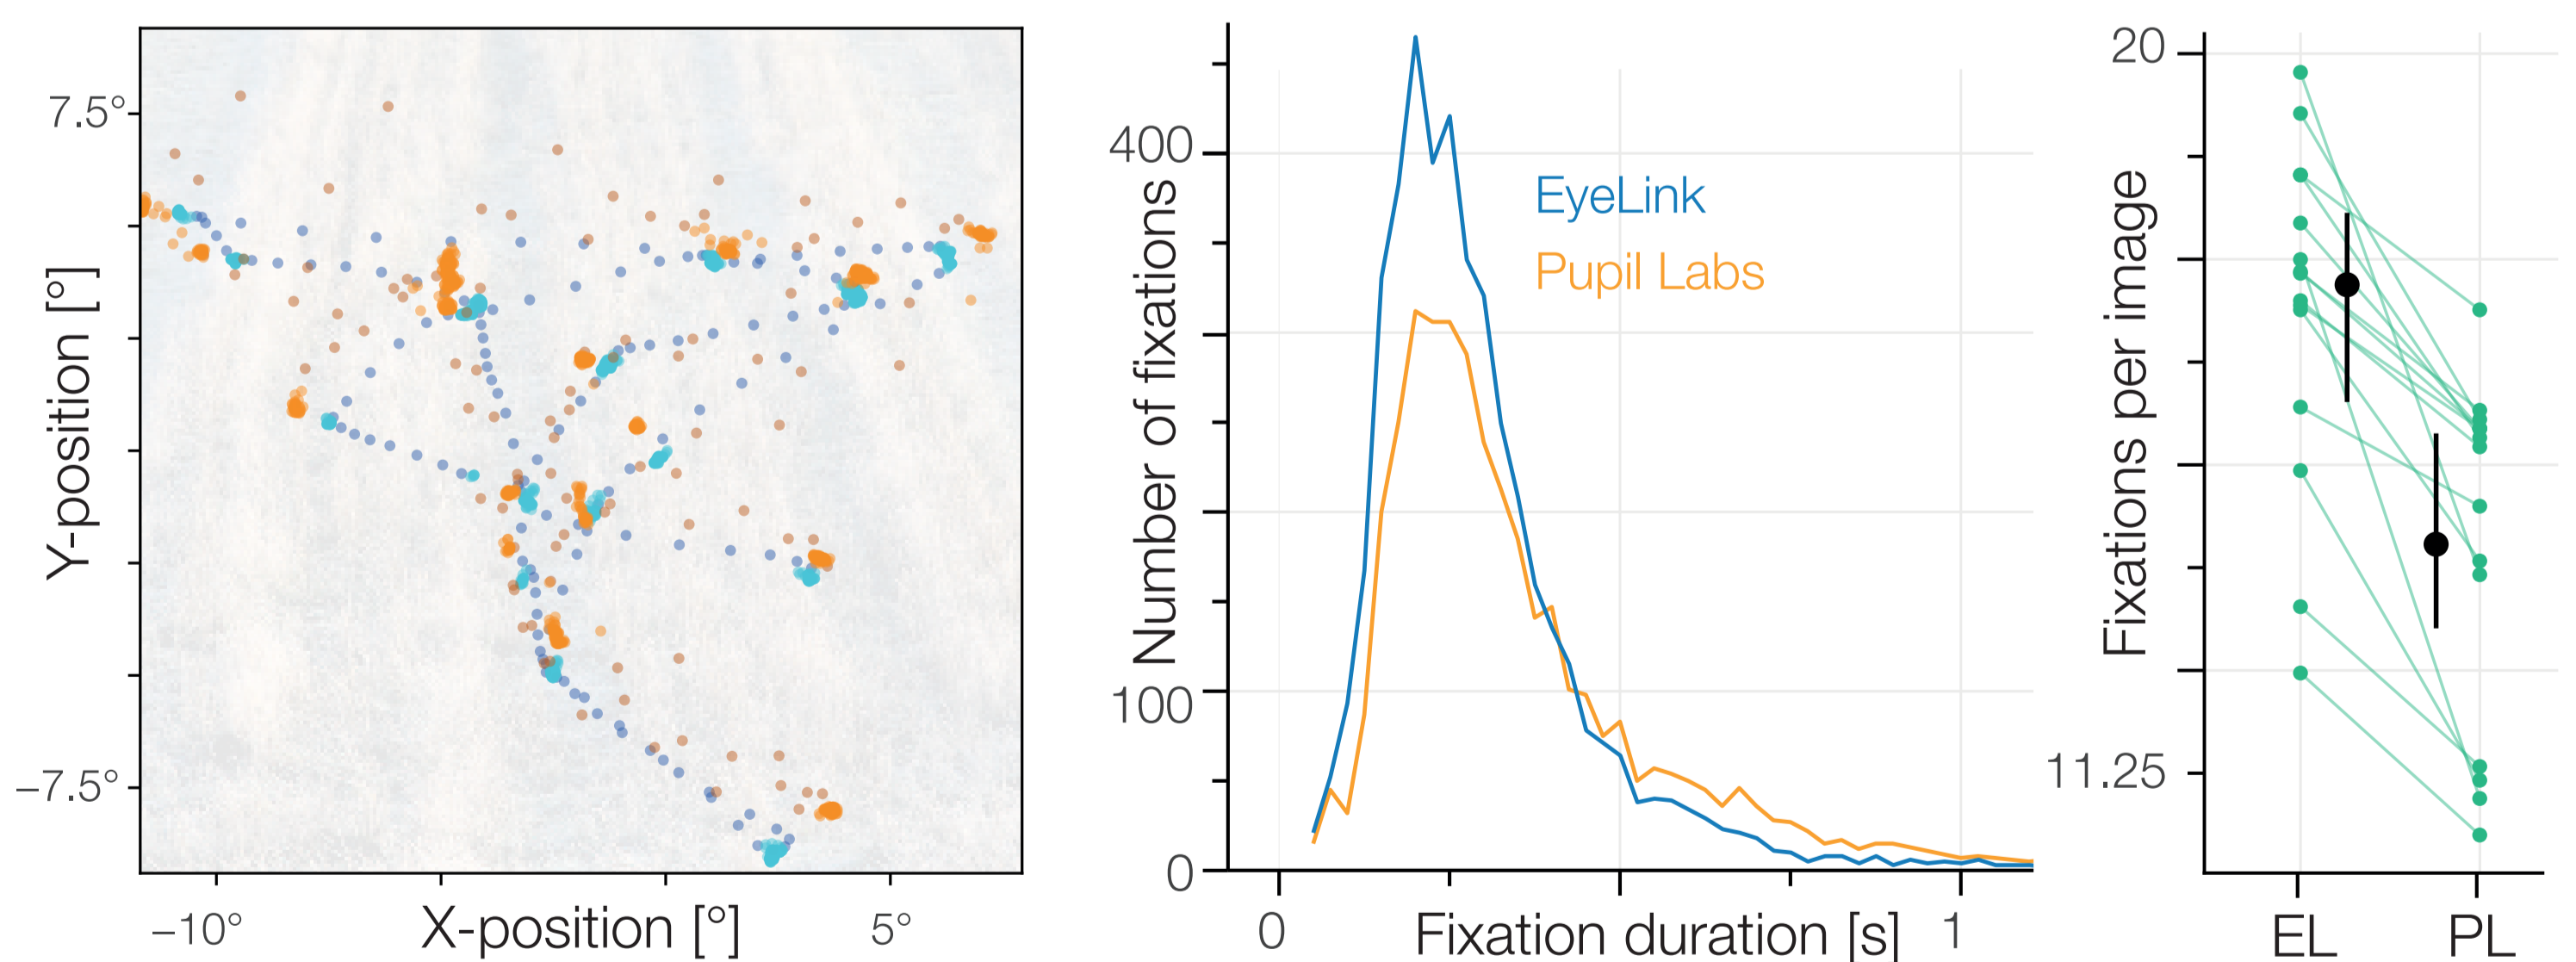 7.5°
−7.5°
Y-position [°]
−10°
X-position [°]
5°
400
100
0
Number of fixations
EyeLink
Pupil Labs
0
Fixation duration [s]
1
20
11.25
Fixations per image
EL
PL